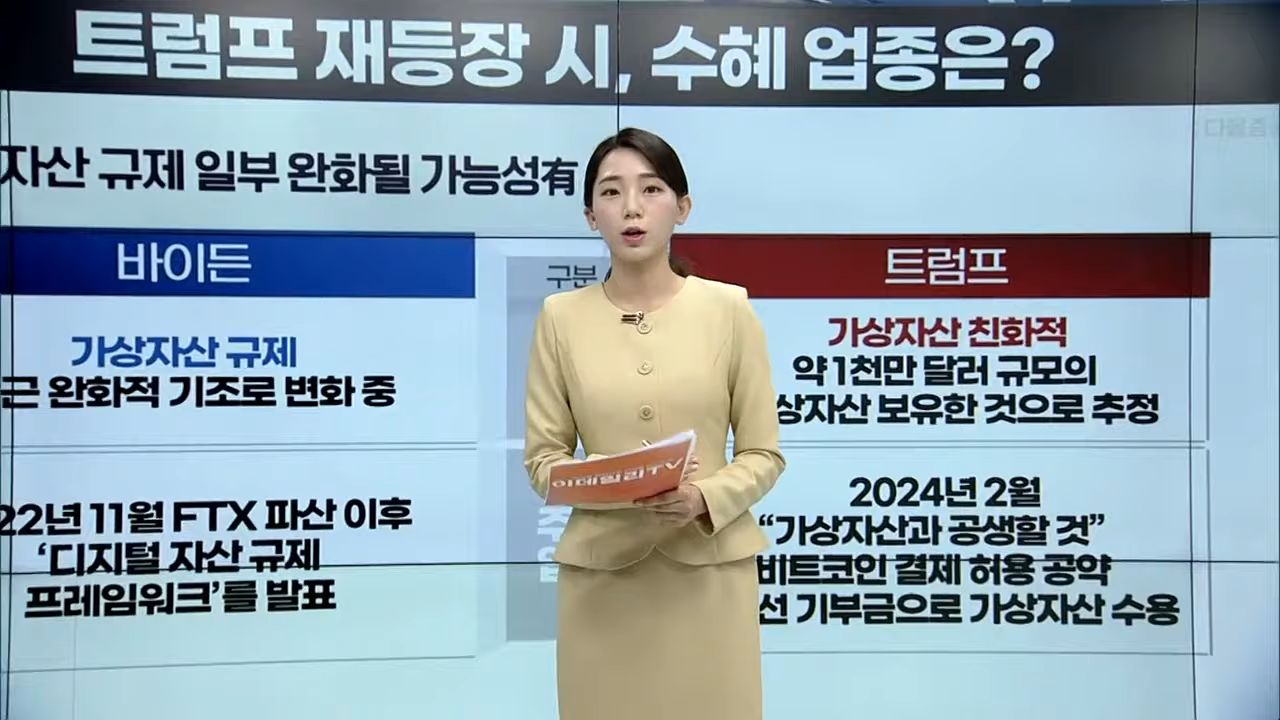 트럼프 재등장 시, 수혜 업종은?
다올증
자산 규제 일부 완화될 가능성有
바이든
구분
트럼프
가상자산 규제
근 완화적 기조로 변화 중
가상자산 친화적
약 1천만 달러 규모의
상자산 보유한 것으로 추정
22년 11월 FTX 파산 이후
‘디지털 자산 규제
프레임워크’를 발표
2024년 2월
“가상자산과 공생할 것”
비트코인 결제 허용 공약
선 기부금으로 가상자산 수용
이데일리TV